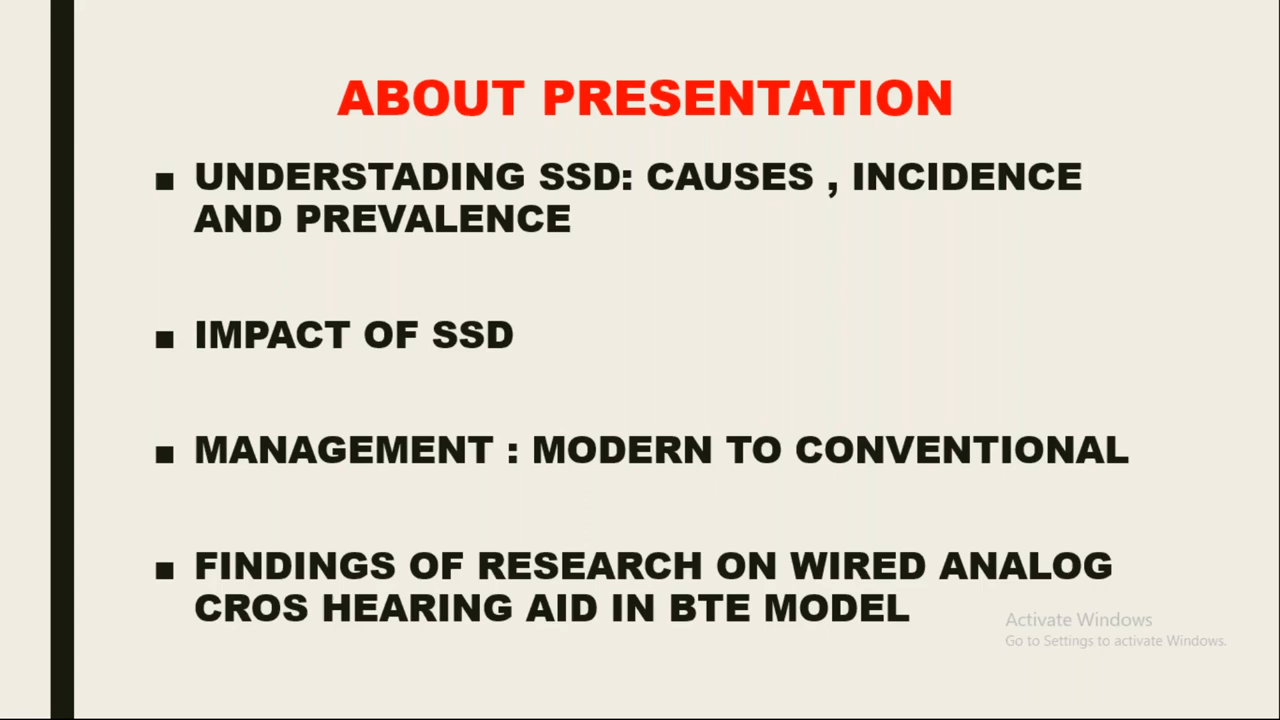 ABOUT PRESENTATION
▪ UNDERSTADING SSD: CAUSES , INCIDENCE
AND PREVALENCE
▪ IMPACT OF SSD
▪ MANAGEMENT : MODERN TO CONVENTIONAL
▪ FINDINGS OF RESEARCH ON WIRED ANALOG
CROS HEARING AID IN BTE MODEL
Activate Windows
Go to Settings to activate Windows.